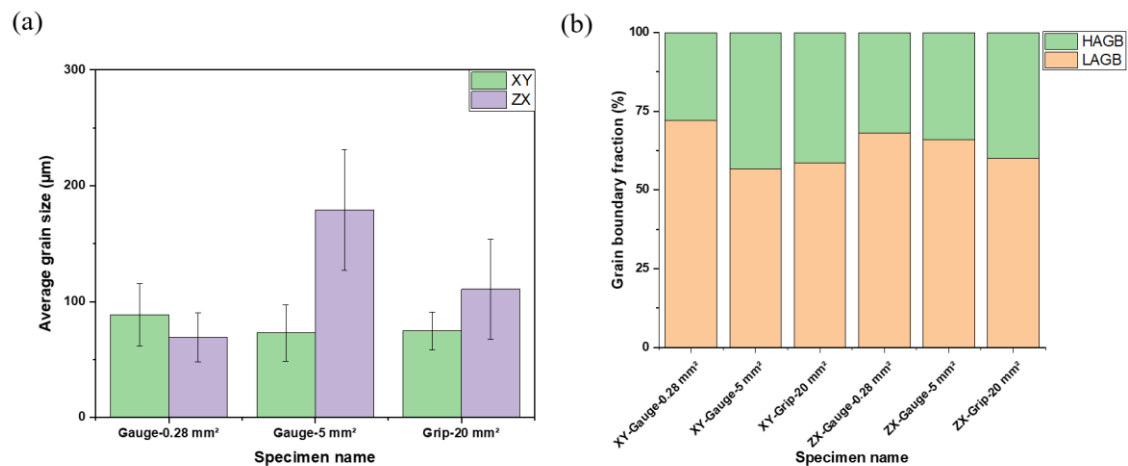 (a)
300
200
100
0
Average grain size (μm)
XY
ZX
Gauge-0.28 mm²
Gauge-5 mm²
Grip-20 mm²
Specimen name
(b)
100
75
50
25
0
Grain boundary fraction (%)
HAGB
LAGB
XY-Gauge-0.28 mm²
XY-Gauge-5 mm²
XY-Grip-20 mm²
ZX-Gauge-0.28 mm²
ZX-Gauge-5 mm²
ZX-Grip-20 mm²
Specimen name